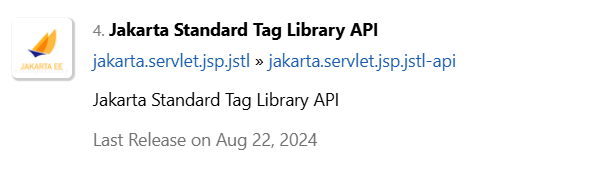 JAKARTA EE
4. Jakarta Standard Tag Library API
jakarta.servlet.jsp.jstl » jakarta.servlet.jsp.jstl-api
Jakarta Standard Tag Library API
Last Release on Aug 22, 2024